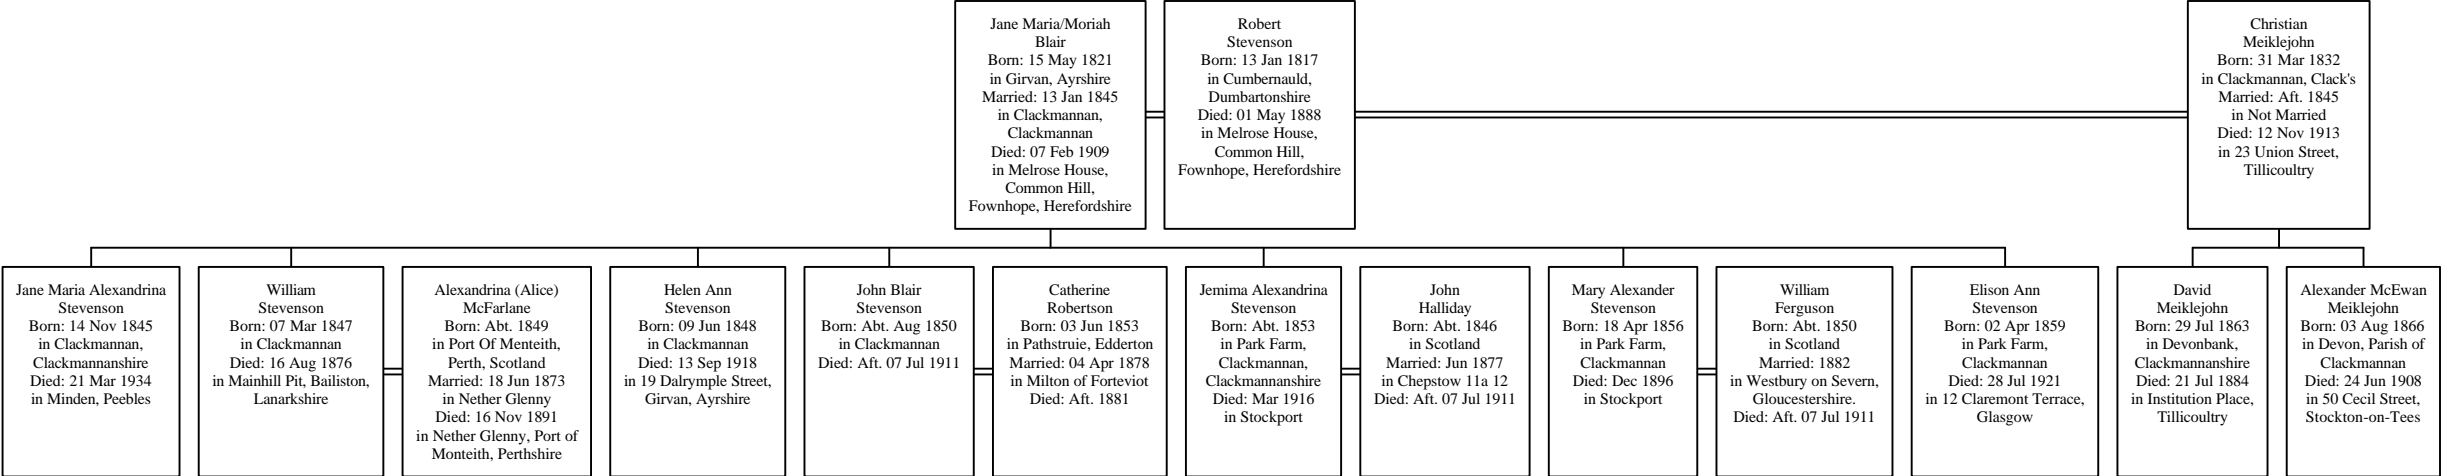 Jane Maria/Moriah
Blair
Born: 15 May 1821
in Girvan, Ayrshire
Married: 13 Jan 1845
in Clackmannan,
Clackmannan
Died: 07 Feb 1909
in Melrose House,
Common Hill,
Fownhope, Herefordshire
Robert
Stevenson
Born: 13 Jan 1817
in Cumbernauld,
Dumbartonshire
Died: 01 May 1888
in Melrose House,
Common Hill,
Fownhope, Herefordshire
Christian
Meiklejohn
Born: 31 Mar 1832
in Clackmannan, Clack's
Married: Aft. 1845
in Not Married
Died: 12 Nov 1913
in 23 Union Street,
Tillicoultry
Jane Maria Alexandrina
Stevenson
Born: 14 Nov 1845
in Clackmannan,
Clackmannanshire
Died: 21 Mar 1934
in Minden, Peebles
William
Stevenson
Born: 07 Mar 1847
in Clackmannan
Died: 16 Aug 1876
in Mainhill Pit, Bailiston,
Lanarkshire
Alexandrina (Alice)
McFarlane
Born: Abt. 1849
in Port Of Menteith,
Perth, Scotland
Married: 18 Jun 1873
in Nether Glenny
Died: 16 Nov 1891
in Nether Glenny, Port of
Monteith, Perthshire
Helen Ann
Stevenson
Born: 09 Jun 1848
in Clackmannan
Died: 13 Sep 1918
in 19 Dalrymple Street,
Girvan, Ayrshire
John Blair
Stevenson
Born: Abt. Aug 1850
in Clackmannan
Died: Aft. 07 Jul 1911
Catherine
Robertson
Born: 03 Jun 1853
in Pathstruie, Edderton
Married: 04 Apr 1878
in Milton of Forteviot
Died: Aft. 1881
Jemima Alexandrina
Stevenson
Born: Abt. 1853
in Park Farm,
Clackmannan,
Clackmannanshire
Died: Mar 1916
in Stockport
John
Halliday
Born: Abt. 1846
in Scotland
Married: Jun 1877
in Chepstow 11a 12
Died: Aft. 07 Jul 1911
Mary Alexander
Stevenson
Born: 18 Apr 1856
in Park Farm,
Clackmannan
Died: Dec 1896
in Stockport
William
Ferguson
Born: Abt. 1850
in Scotland
Married: 1882
in Westbury on Severn,
Gloucestershire.
Died: Aft. 07 Jul 1911
Elison Ann
Stevenson
Born: 02 Apr 1859
in Park Farm,
Clackmannan
Died: 28 Jul 1921
in 12 Claremont Terrace,
Glasgow
David
Meiklejohn
Born: 29 Jul 1863
in Devonbank,
Clackmannanshire
Died: 21 Jul 1884
in Institution Place,
Tillicoultry
Alexander McEwan
Meiklejohn
Born: 03 Aug 1866
in Devon, Parish of
Clackmannan
Died: 24 Jun 1908
in 50 Cecil Street,
Stockton-on-Tees